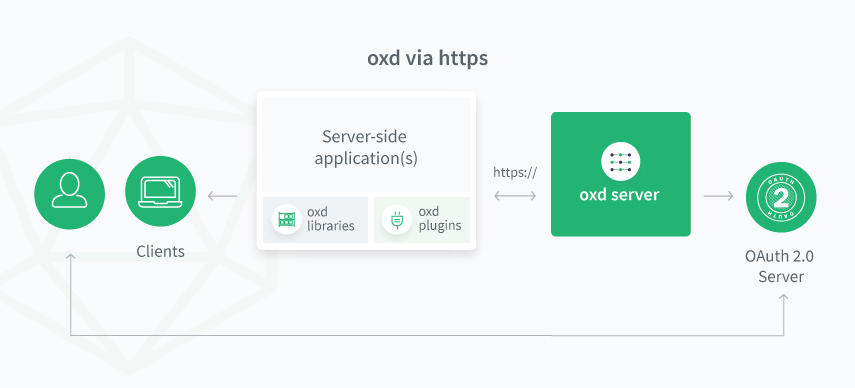 oxd via https
Server-side
application(s)
oxd
libraries
oxd
plugins
https://
oxd server
Clients
OAUTH
2
OAUTH
OAuth 2.0
Server